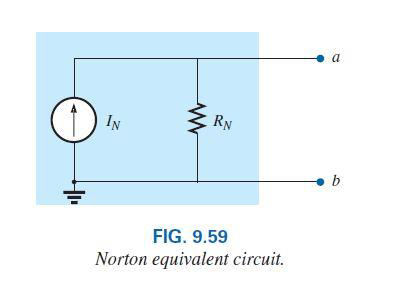 a
I_N
R_N
b
FIG. 9.59
Norton equivalent circuit.